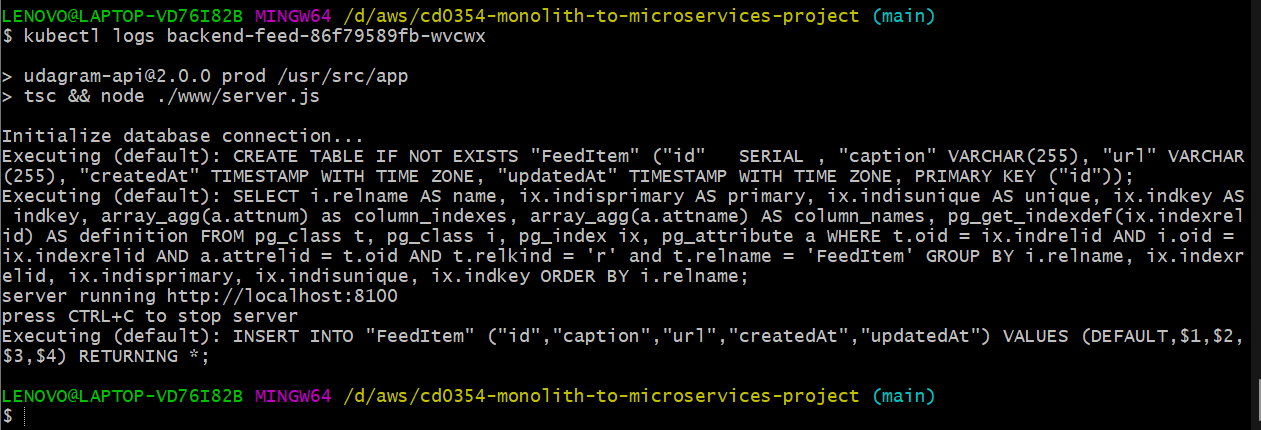 LENOVO@LAPTOP-VD76I82B MINGW64 /d/aws/cd0354-monolith-to-microservices-project (main)
$ kubectl logs backend-feed-86f79589fb-wvcwx
> udagram-api@2.0.0 prod /usr/src/app
> tsc && node ./www/server.js
Initialize database connection...
Executing (default): CREATE TABLE IF NOT EXISTS "FeedItem" ("id"   SERIAL , "caption" VARCHAR(255), "url" VARCHAR
(255), "createdAt" TIMESTAMP WITH TIME ZONE, "updatedAt" TIMESTAMP WITH TIME ZONE, PRIMARY KEY ("id"));
Executing (default): SELECT i.relname AS name, ix.indisprimary AS primary, ix.indisunique AS unique, ix.indkey AS
 indkey, array_agg(a.attnum) as column_indexes, array_agg(a.attname) AS column_names, pg_get_indexdef(ix.indexrel
id) AS definition FROM pg_class t, pg_class i, pg_index ix, pg_attribute a WHERE t.oid = ix.indrelid AND i.oid =
ix.indexrelid AND a.attrelid = t.oid AND t.relkind = 'r' and t.relname = 'FeedItem' GROUP BY i.relname, ix.indexr
elid, ix.indisprimary, ix.indisunique, ix.indkey ORDER BY i.relname;
server running http://localhost:8100
press CTRL+C to stop server
Executing (default): INSERT INTO "FeedItem" ("id","caption","url","createdAt","updatedAt") VALUES (DEFAULT,$1,$2,
$3,$4) RETURNING *;
LENOVO@LAPTOP-VD76I82B MINGW64 /d/aws/cd0354-monolith-to-microservices-project (main)
$